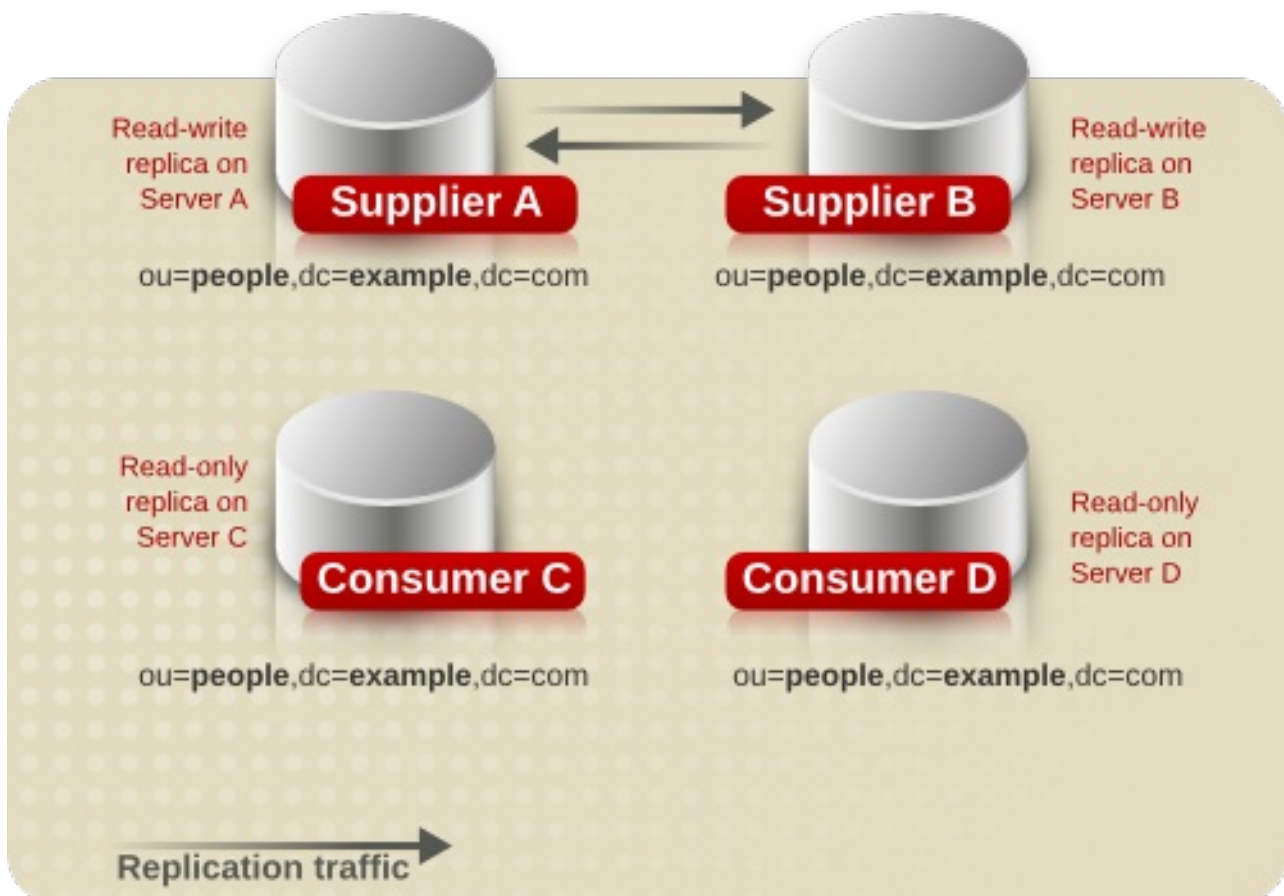 Read-write
replica on
Server A
Supplier A
ou=people,dc=example,dc=com
Supplier B
Read-write
replica on
Server B
ou=people,dc=example,dc=com
Read-only
replica on
Server C
Consumer C
ou=people,dc=example,dc=com
Consumer D
Read-only
replica on
Server D
ou=people,dc=example,dc=com
Replication traffic